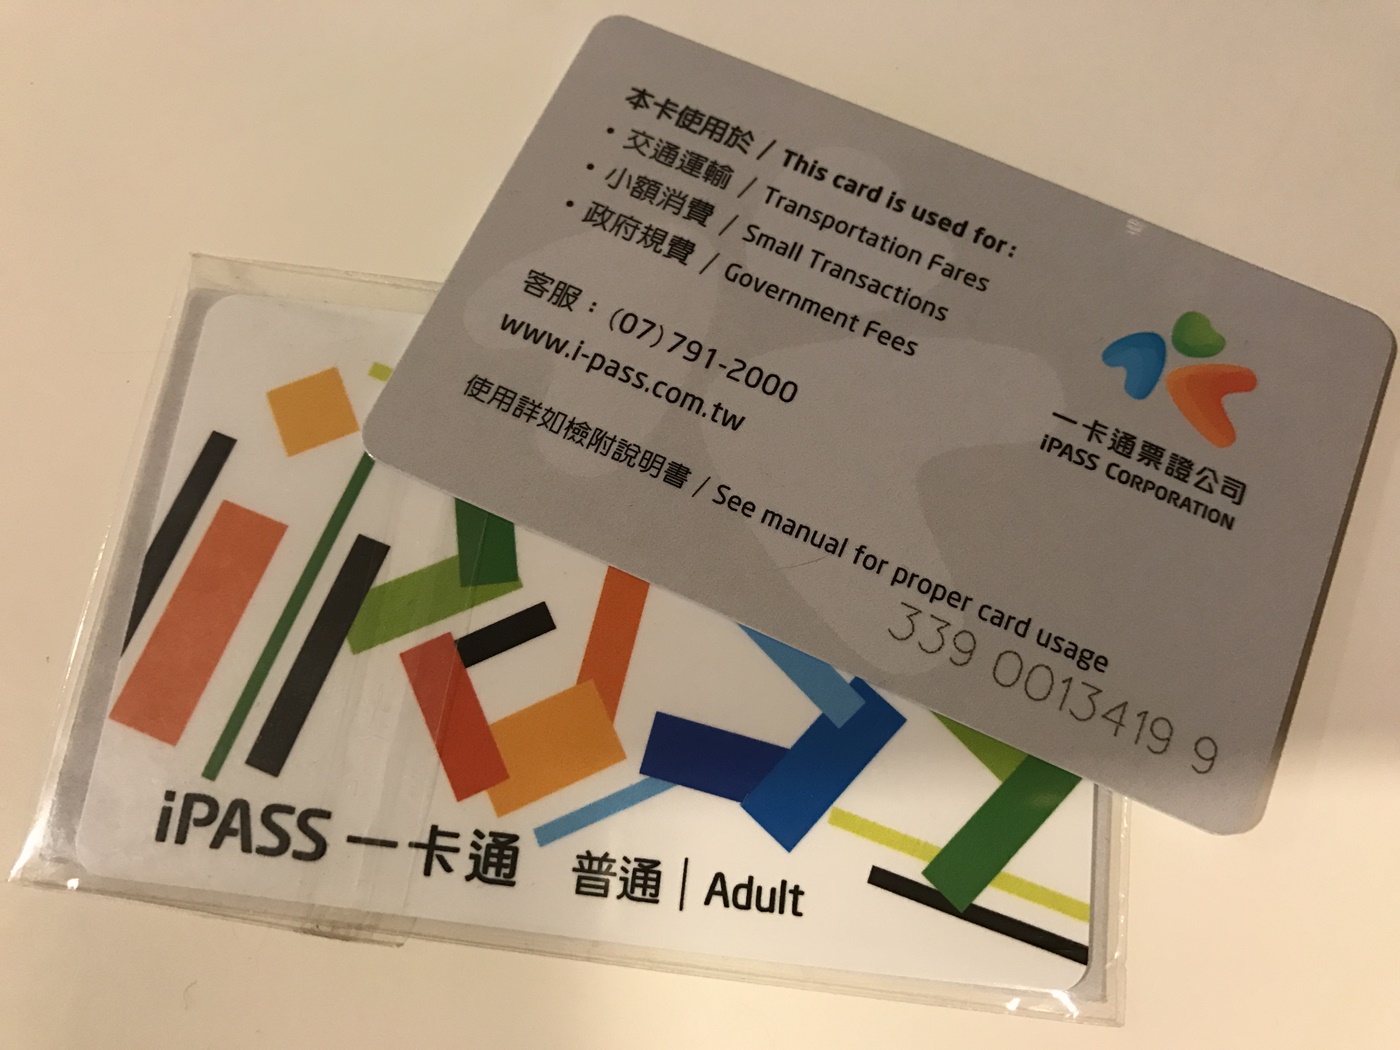 本卡使用於 / This card is used for:
• 交通運輸 / Transportation Fares
• 小額消費 / Small Transactions
• 政府規費 / Government Fees
客服：(07)791-2000
www.i-pass.com.tw
使用詳如檢附說明書 / See manual for proper card usage
一卡通票證公司
iPASS CORPORATION
339 0013419 9
iPASS 一卡通 普通 | Adult